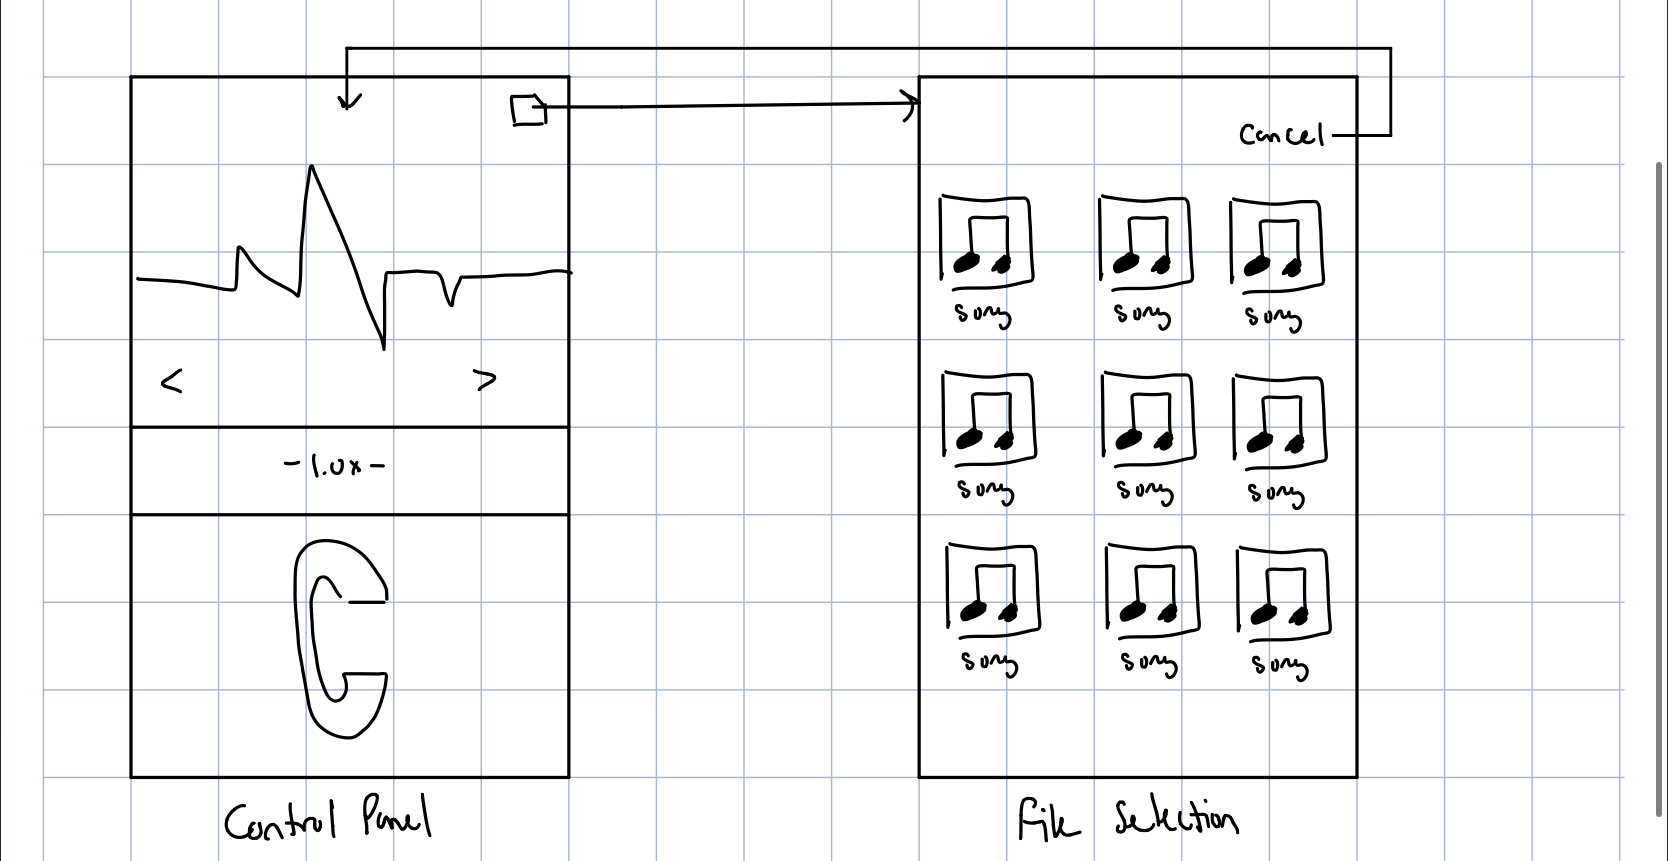 Cancel
song song song
< >
-1.0x-
song song song
C
song song song
Control Panel
File Selection